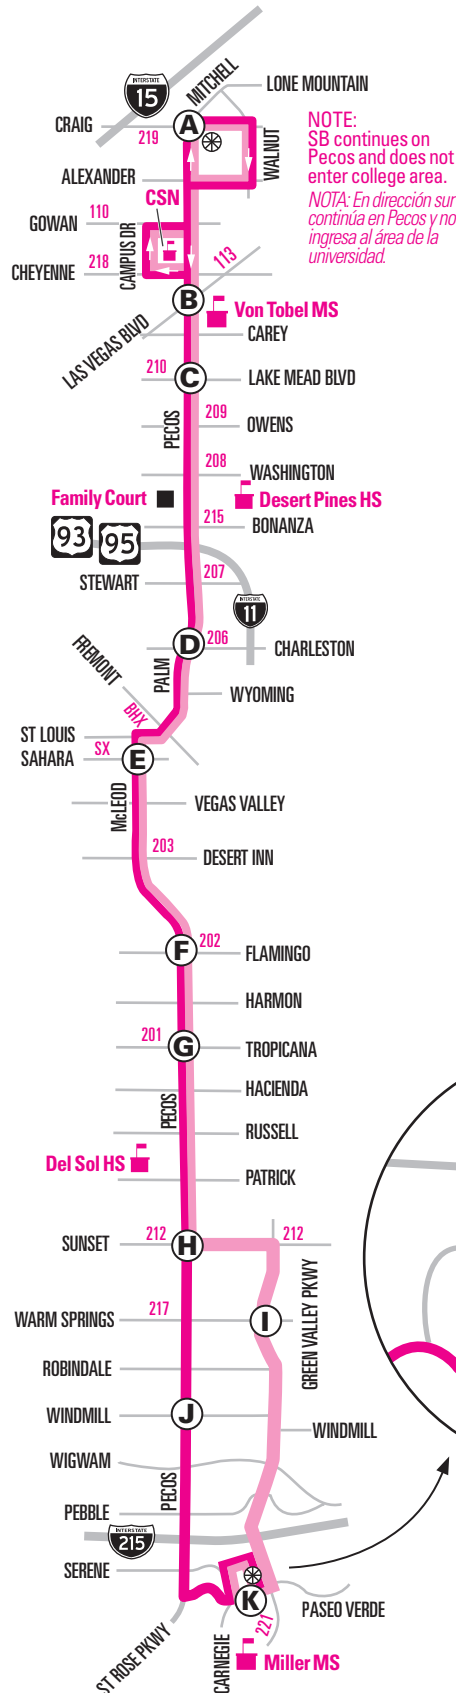 MITCHELL
LONE MOUNTAIN
INTERSTATE
15
CRAIG
219
A
WALNUT
NOTE:
SB continues on
Pecos and does not
enter college area.
NOTA: En dirección sur
continúa en Pecos y no
ingresa al área de la
universidad.
ALEXANDER
CSN
GOWAN
110
CAMPUS DR
CHEYENNE
218
113
B
Von Tobel MS
LAS VEGAS BLVD
CAREY
210
C
LAKE MEAD BLVD
PECOS
209
OWENS
208
WASHINGTON
Family Court
Desert Pines HS
215
BONANZA
93
95
207
STEWART
INTERSTATE
11
D
206
CHARLESTON
FREMONT
PALM
WYOMING
BHX
ST LOUIS
SX
SAHARA
E
McLEOD
VEGAS VALLEY
203
DESERT INN
F
202
FLAMINGO
HARMON
201
G
TROPICANA
HACIENDA
PECOS
RUSSELL
Del Sol HS
PATRICK
SUNSET
212
H
212
GREEN VALLEY PKWY
WARM SPRINGS
217
I
ROBINDALE
WINDMILL
J
WINDMILL
WIGWAM
PECOS
PEBBLE
INTERSTATE
215
SERENE
K
221
PASEO VERDE
ST ROSE PKWY
CARNEGIE
Miller MS